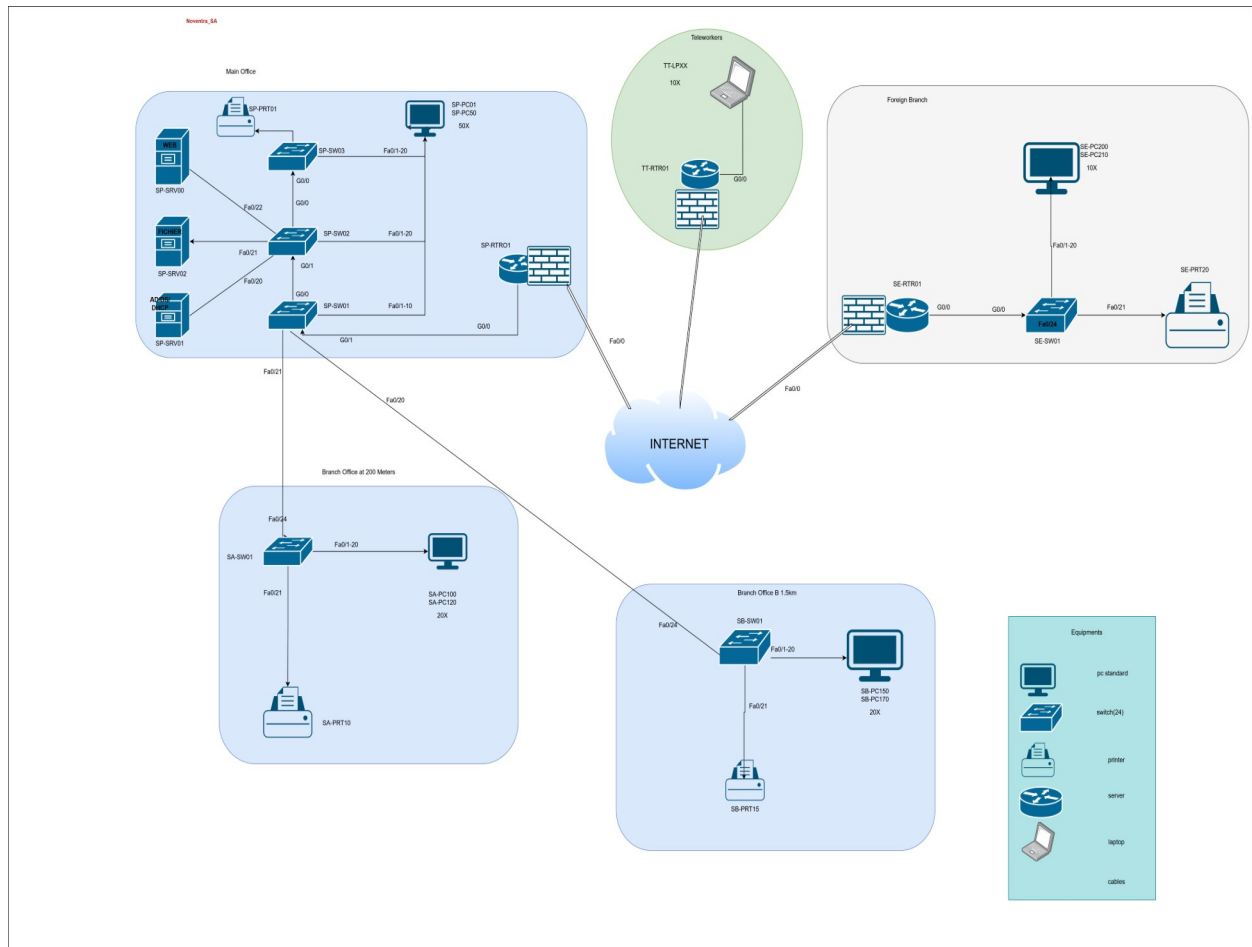 Noventra_SA
Main Office
SP-PRT01
SP-PC01
SP-PC50
50X
WEB
SP-SRV00
SP-SW03
Fa0/1-20
G0/0
Fa0/22
G0/0
FICHIER
SP-SRV02
Fa0/21
SP-SW02
Fa0/1-20
G0/1
Fa0/20
G0/0
DHCP
SP-SRV01
SP-SW01
Fa0/1-10
G0/1
SP-RTRO1
G0/0
Fa0/0
Teleworkers
TT-LPXX
10X
TT-RTR01
G0/0
Foreign Branch
SE-PC200
SE-PC210
10X
Fa0/1-20
SE-PRT20
SE-RTR01
G0/0
G0/0
Fa0/24
Fa0/21
SE-SW01
Fa0/0
INTERNET
Fa0/21
Fa0/20
Branch Office at 200 Meters
Fa0/24
SA-SW01
Fa0/1-20
Fa0/21
SA-PC100
SA-PC120
20X
SA-PRT10
Branch Office B 1.5km
Fa0/24
SB-SW01
Fa0/1-20
SB-PC150
SB-PC170
20X
Fa0/21
SB-PRT15
Equipments
pc standard
switch(24)
printer
server
laptop
cables